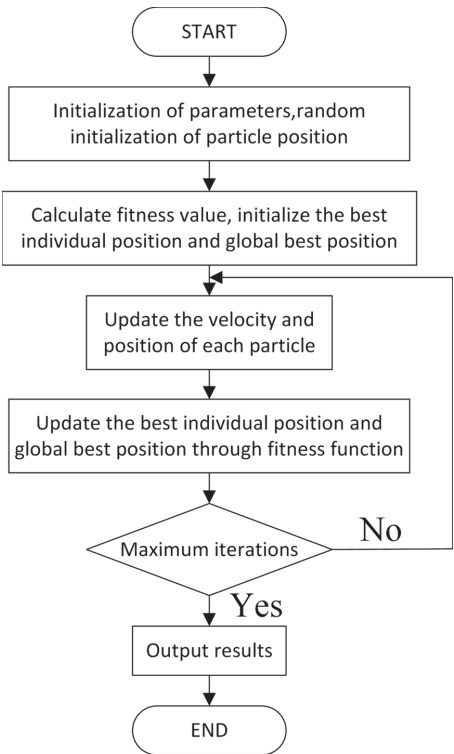 START
Initialization of parameters,random
initialization of particle position
Calculate fitness value, initialize the best
individual position and global best position
Update the velocity and
position of each particle
Update the best individual position and
global best position through fitness function
Maximum iterations
No
Yes
Output results
END